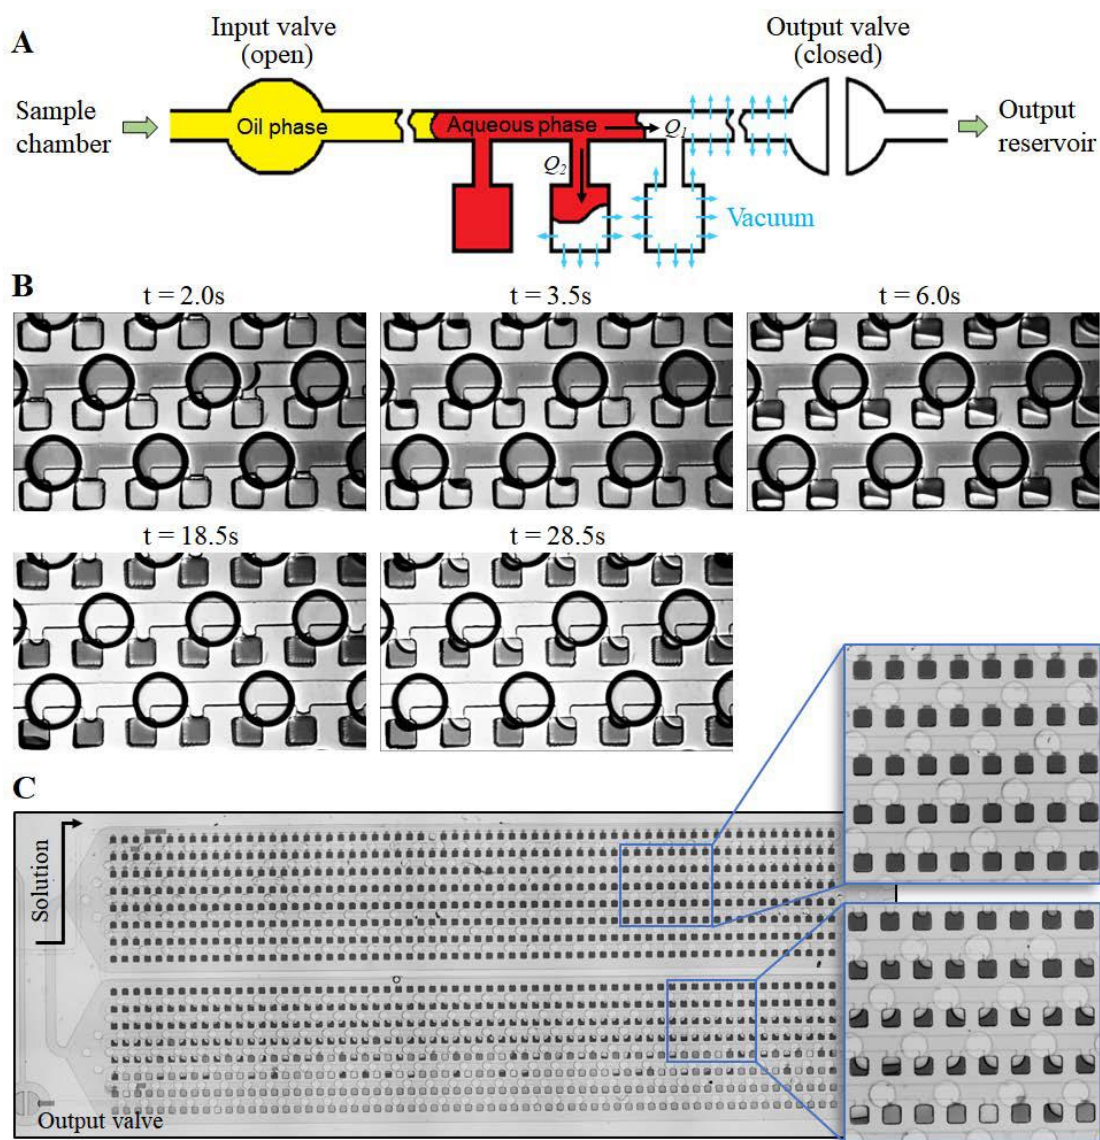 A
Input valve
(open)
Output valve
(closed)
Sample
chamber
Oil phase
Aqueous phase
Q1
Output
reservoir
Q2
Vacuum
B
t = 2.0s
t = 3.5s
t = 6.0s
t = 18.5s
t = 28.5s
C
Solution
Output valve